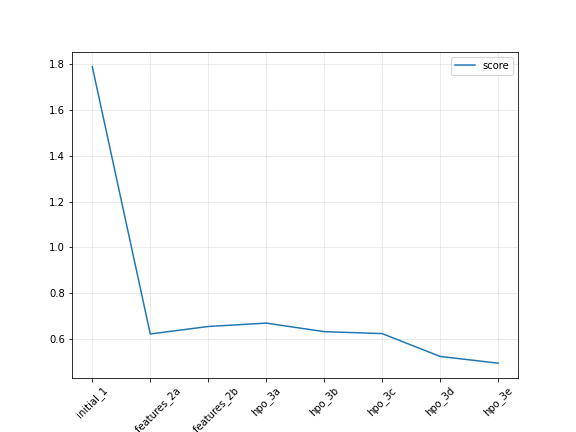 score
1.8
1.6
1.4
1.2
1.0
0.8
0.6
initial_1
features_2a
features_2b
hpo_3a
hpo_3b
hpo_3c
hpo_3d
hpo_3e